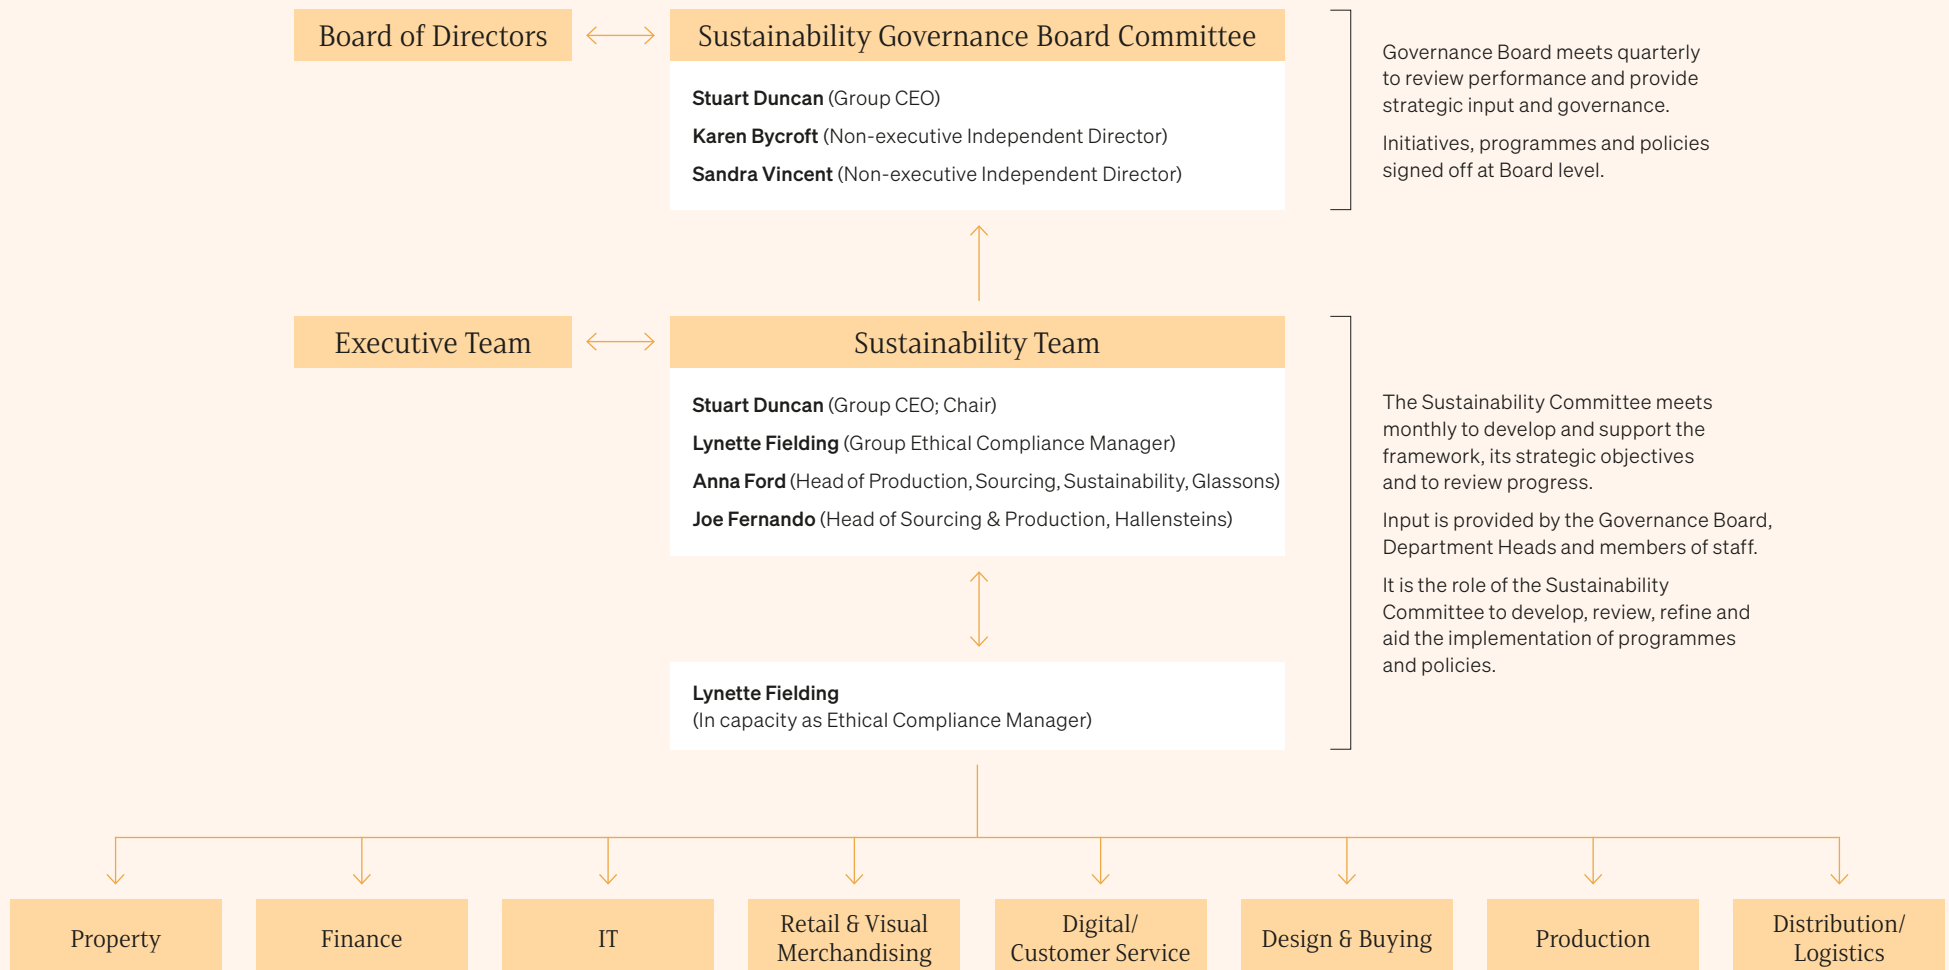 Board of Directors
Sustainability Governance Board Committee
Stuart Duncan (Group CEO)
Karen Bycroft (Non-executive Independent Director)
Sandra Vincent (Non-executive Independent Director)
Governance Board meets quarterly
to review performance and provide
strategic input and governance.
Initiatives, programmes and policies
signed off at Board level.
Executive Team
Sustainability Team
Stuart Duncan (Group CEO; Chair)
Lynette Fielding (Group Ethical Compliance Manager)
Anna Ford (Head of Production, Sourcing, Sustainability, Glassons)
Joe Fernando (Head of Sourcing & Production, Hallensteins)
Lynette Fielding
(In capacity as Ethical Compliance Manager)
The Sustainability Committee meets
monthly to develop and support the
framework, its strategic objectives
and to review progress.
Input is provided by the Governance Board,
Department Heads and members of staff.
It is the role of the Sustainability
Committee to develop, review, refine and
aid the implementation of programmes
and policies.
Property
Finance
IT
Retail & Visual
Merchandising
Digital/
Customer Service
Design & Buying
Production
Distribution/
Logistics